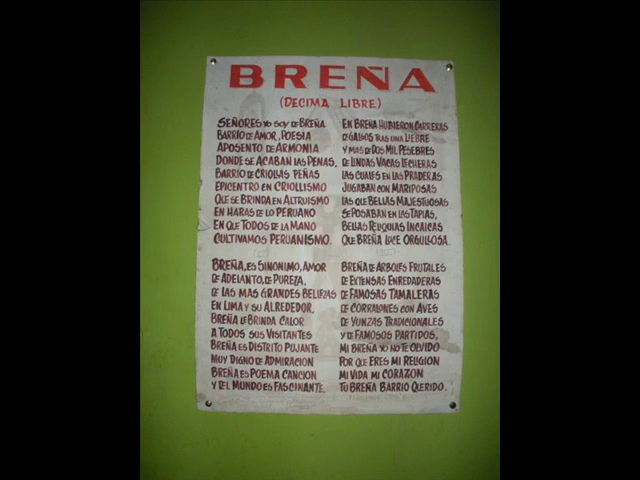 BREÑA
(DECIMA LIBRE)
SEÑORES YO SOY DE BREÑA
BARRIO DE AMOR, POESIA
APOSENTO DE ARMONIA
DONDE SE ACABAN LAS PENAS,
BARRIO DE CRIOLLAS PEÑAS
EPICENTRO EN CRIOLLISMO
QUE SE BRINDA EN ALTRUISMO
EN HARAS DE LO PERUANO
EN QUE TODOS DE LA MANO
CULTIVAMOS PERUANISMO.
BREÑA, ES SINONIMO, AMOR
DE ADELANTO, DE PUREZA,
DE LAS MAS GRANDES BELLEZAS
EN LIMA Y SU ALREDEDOR,
BREÑA LE BRINDA CALOR
A TODOS SUS VISITANTES
BREÑA ES DISTRITO PUJANTE
MUY DIGNO DE ADMIRACION
BREÑA ES POEMA CANCION
Y DEL MUNDO ES FASCINANTE.
EN BREÑA HUBIERON CARRERAS
DE GALGOS TRAS UNA LIEBRE
Y MAS DE DOS MIL PESEBRES
DE LINDAS VACAS LECHERAS
LAS CUALES EN LAS PRADERAS
JUGABAN CON MARIPOSAS
LAS QUE BELLAS MAJESTUOSAS
SE POSABAN EN LAS TAPIAS,
BELLAS RELIQUIAS INCAICAS
QUE BREÑA LUCE ORGULLOSA.
BREÑA DE ARBOLES FRUTALES
DE EXTENSAS ENREDADERAS
DE FAMOSAS TAMALERAS
DE CORRALONES CON AVES
DE YUNZAS TRADICIONALES
Y DE FAMOSOS PARTIDOS,
MI BREÑA YO NO TE OLVIDO
POR QUE ERES MI RELIGION
MI VIDA MI CORAZON
TU BREÑA BARRIO QUERIDO.